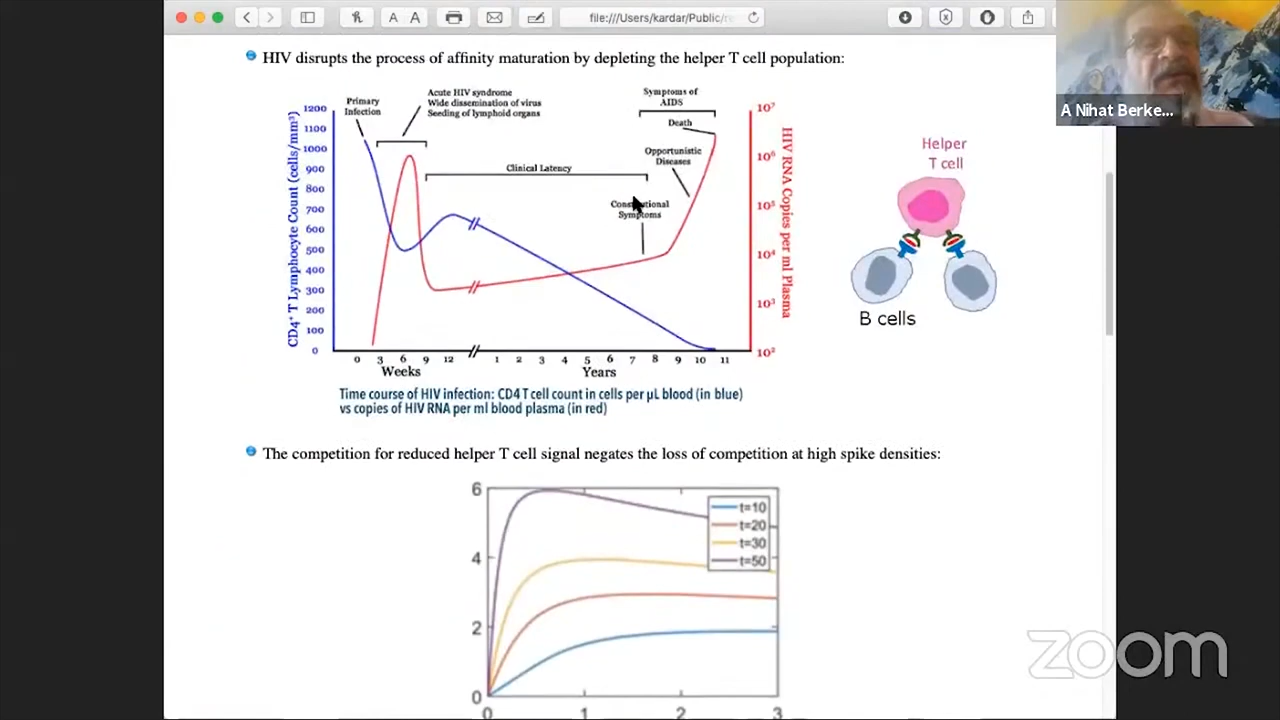 A A
file:///Users/kardar/Public/re
A Nihat Berke...
HIV disrupts the process of affinity maturation by depleting the helper T cell population:
Primary
Infection
Acute HIV syndrome
Wide dissemination of virus
Seeding of lymphoid organs
Symptoms of
AIDS
Death
Opportunistic
Diseases
Clinical Latency
Symptoms
CD4⁺ T Lymphocyte Count (cells/mm³)
1200
1100
1000
900
800
700
600
500
400
300
200
100
0
HIV RNA Copies per ml Plasma
10⁷
10⁶
10⁵
10⁴
10³
10²
0 3 6 9 12 1 2 3 4 5 6 7 8 9 10 11
Weeks Years
Helper
T cell
B cells
Time course of HIV infection: CD4 T cell count in cells per µL blood (in blue)
vs copies of HIV RNA per ml blood plasma (in red)
The competition for reduced helper T cell signal negates the loss of competition at high spike densities:
6
4
2
0
t=10
t=20
t=30
t=50
0 1 2 3
zoom